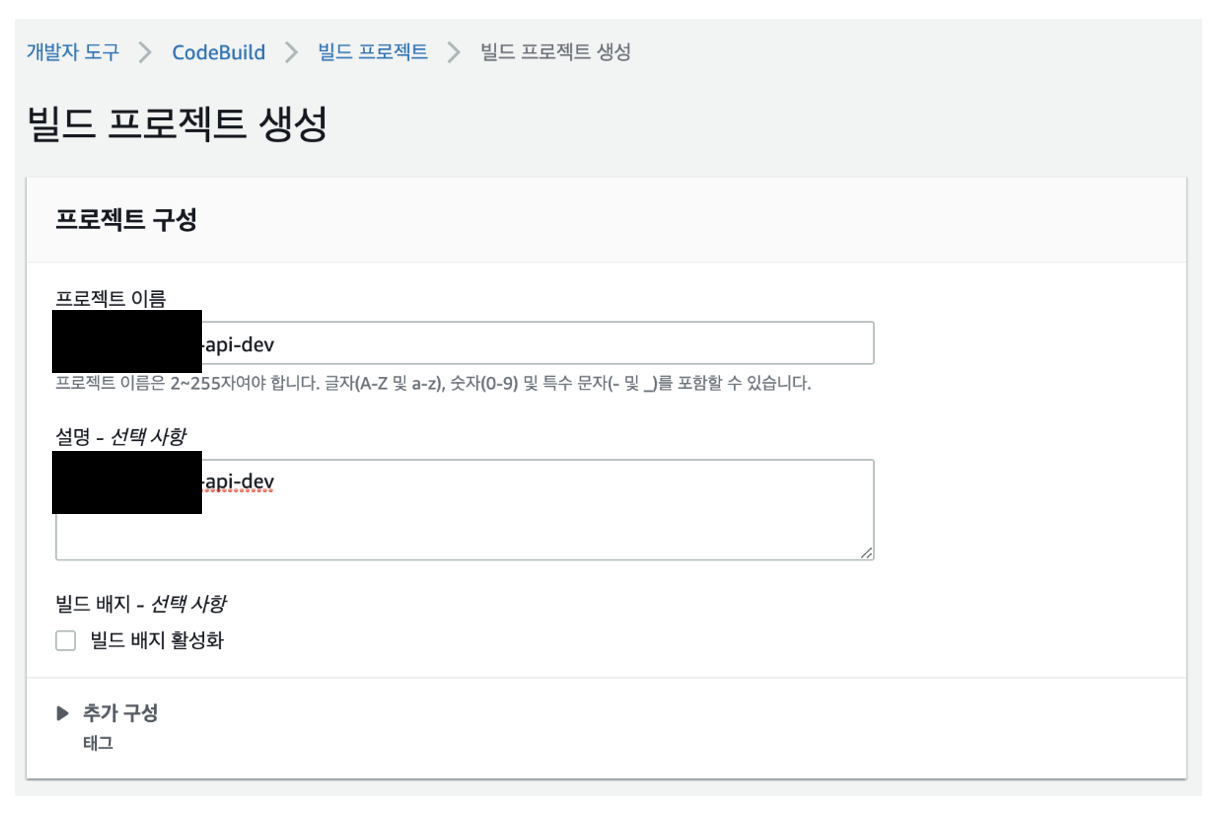 개발자 도구 > CodeBuild > 빌드 프로젝트 > 빌드 프로젝트 생성
빌드 프로젝트 생성
프로젝트 구성
프로젝트 이름
-api-dev
프로젝트 이름은 2~255자여야 합니다. 글자(A-Z 및 a-z), 숫자(0-9) 및 특수 문자(- 및 _)를 포함할 수 있습니다.
설명 - 선택 사항
-api-dev
빌드 배지 - 선택 사항
빌드 배지 활성화
추가 구성
태그